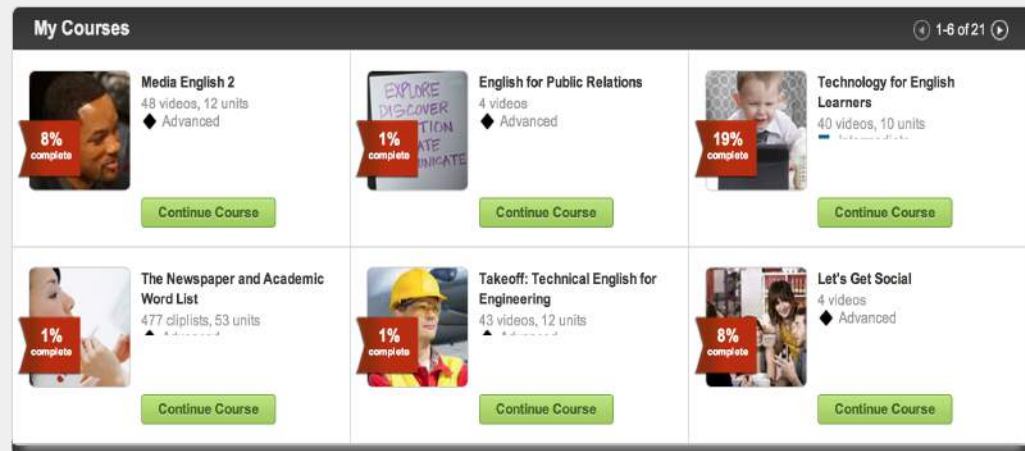 My Courses
1-6 of 21
Media English 2
48 videos, 12 units
Advanced
8%
complete
Continue Course
English for Public Relations
4 videos
Advanced
EXPLORE
DISCOVER
1%
complete
Continue Course
Technology for English
Learners
40 videos, 10 units
Intermediate
19%
complete
Continue Course
The Newspaper and Academic
Word List
477 cliplists, 53 units
Advanced
1%
complete
Continue Course
Takeoff: Technical English for
Engineering
43 videos, 12 units
Advanced
1%
complete
Continue Course
Let's Get Social
4 videos
Advanced
8%
complete
Continue Course